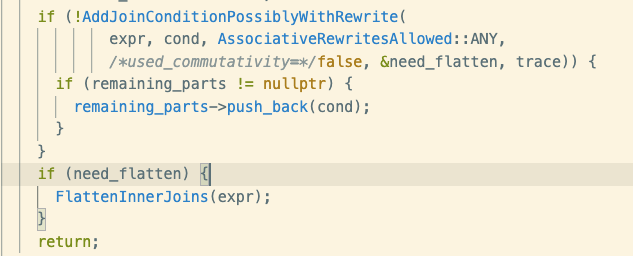 if (!AddJoinConditionPossiblyWithRewrite(
expr, cond, AssociativeRewritesAllowed::ANY,
/*used_commutativity=*/false, &need_flatten, trace)) {
if (remaining_parts != nullptr) {
remaining_parts->push_back(cond);
}
}
if (need_flatten) {
FlattenInnerJoins(expr);
}
return;